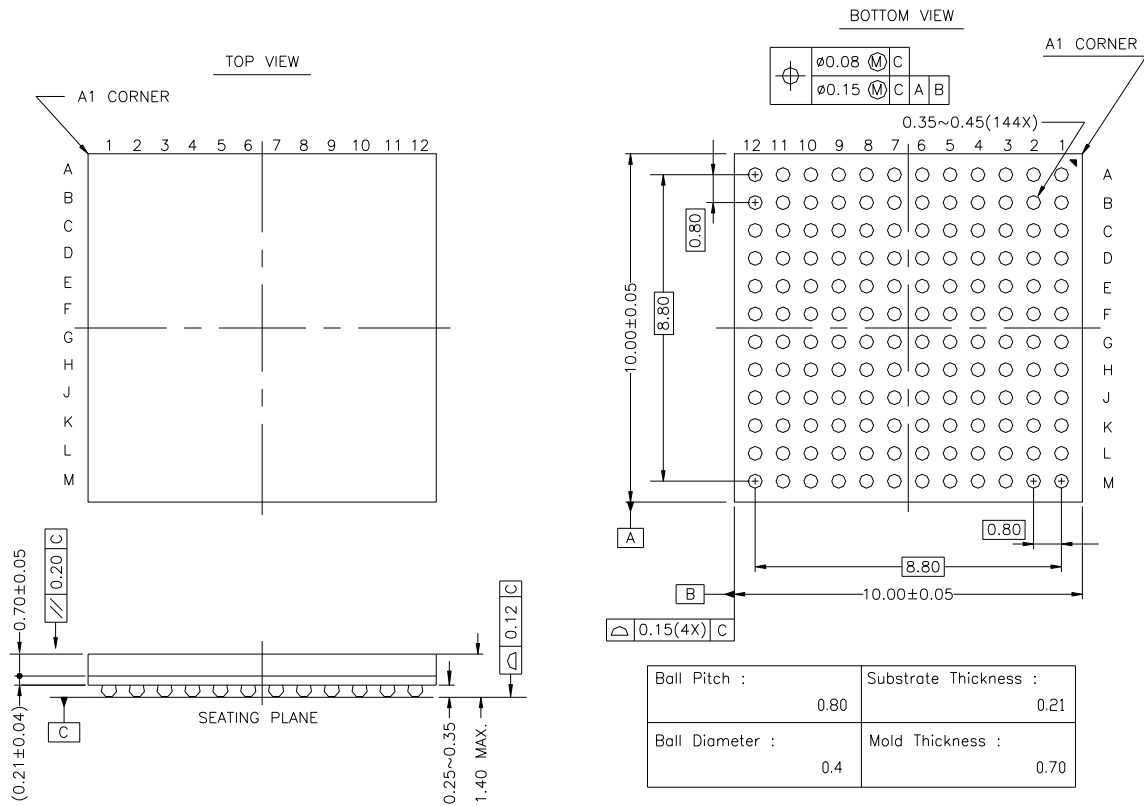 BOTTOM VIEW
TOP VIEW
A1 CORNER
A1 CORNER
ø0.08 Ⓜ C
ø0.15 Ⓜ C A B
0.35~0.45(144X)
1 2 3 4 5 6 7 8 9 10 11 12
A
B
C
D
E
F
G
H
J
K
L
M
12 11 10 9 8 7 6 5 4 3 2 1
A
B
C
D
E
F
G
H
J
K
L
M
0.80
8.80
10.00±0.05
A
0.80
8.80
B
10.00±0.05
0.15(4X) C
0.70±0.05
// 0.20 C
(0.21±0.04)
C
SEATING PLANE
0.25~0.35
1.40 MAX.
0.12 C
Ball Pitch :
0.80
Substrate Thickness :
0.21
Ball Diameter :
0.4
Mold Thickness :
0.70